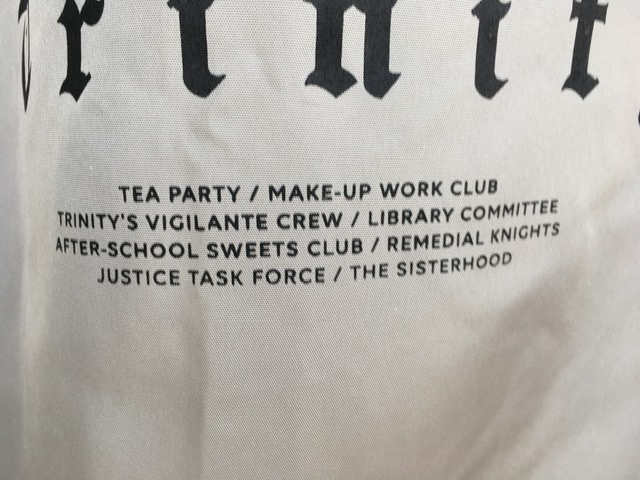 Trinity
TEA PARTY / MAKE-UP WORK CLUB
TRINITY'S VIGILANTE CREW / LIBRARY COMMITTEE
AFTER-SCHOOL SWEETS CLUB / REMEDIAL KNIGHTS
JUSTICE TASK FORCE / THE SISTERHOOD